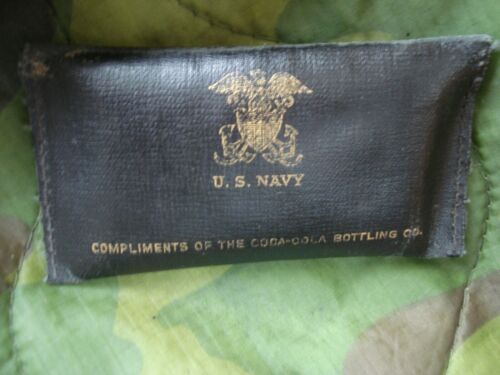 U. S. NAVY
COMPLIMENTS OF THE COCA-COLA BOTTLING CO.